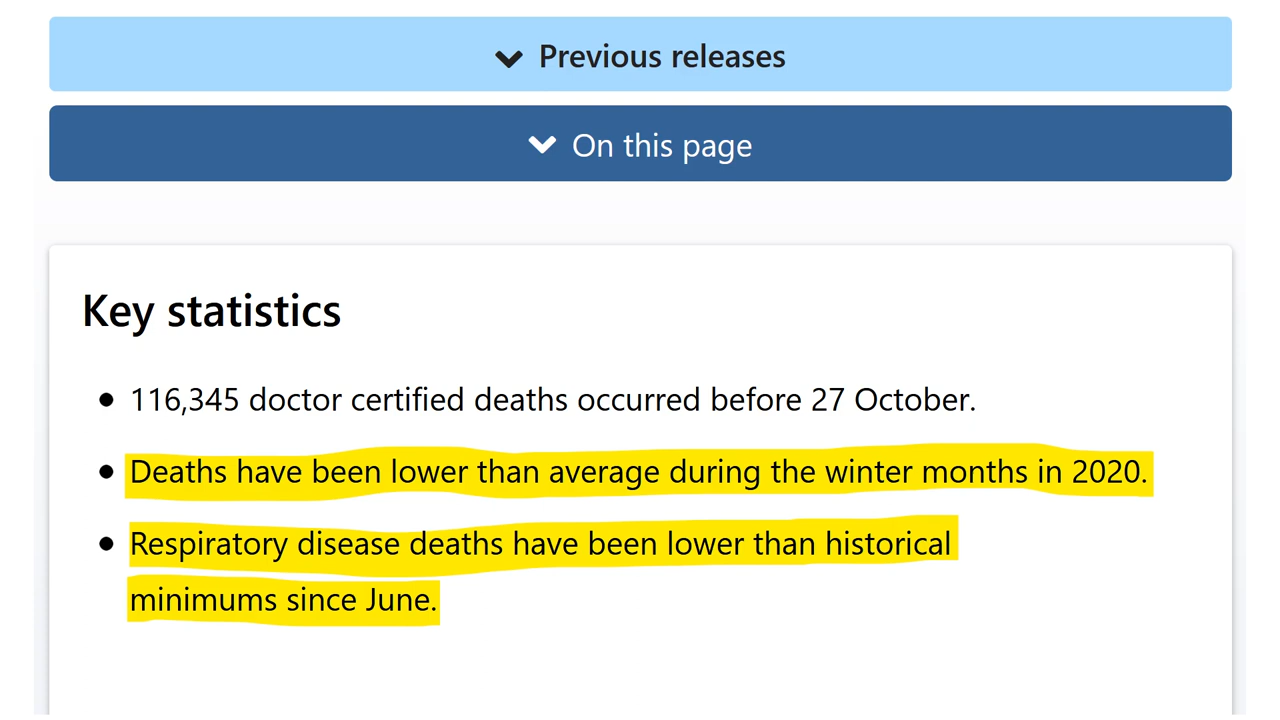 Previous releases
On this page
Key statistics
116,345 doctor certified deaths occurred before 27 October.
Deaths have been lower than average during the winter months in 2020.
Respiratory disease deaths have been lower than historical
minimums since June.